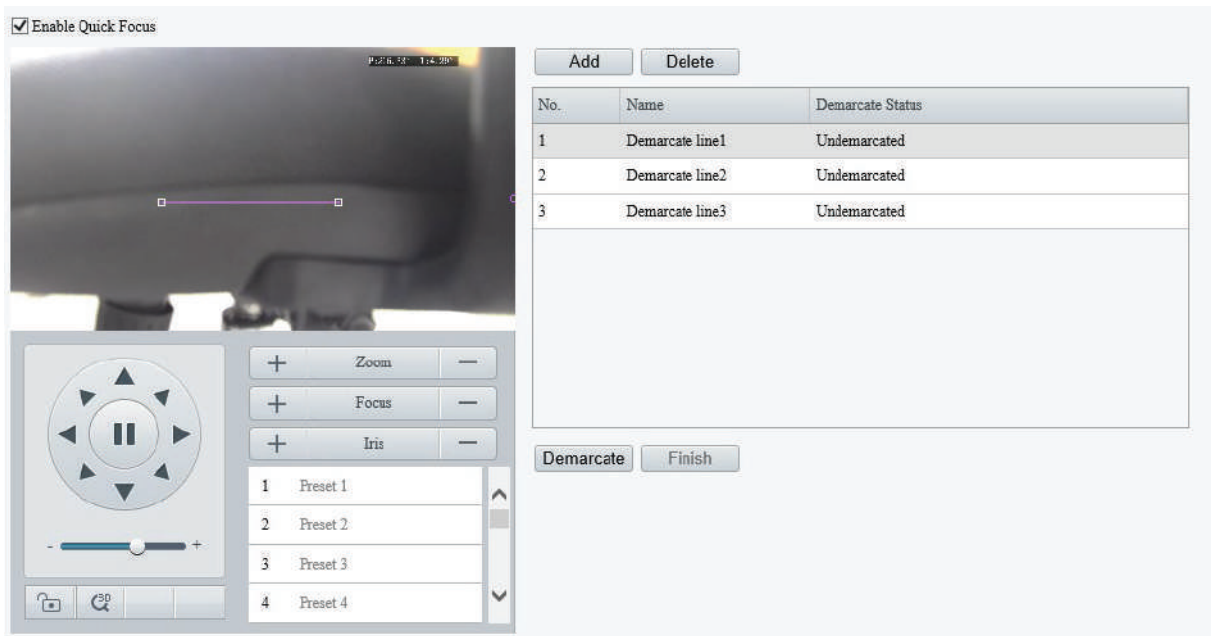 Enable Quick Focus
Add Delete
No. Name Demarcate Status
1 Demarcate line1 Undemarcated
2 Demarcate line2 Undemarcated
3 Demarcate line3 Undemarcated
+ Zoom —
+ Focus —
+ Iris —
Demarcate Finish
1 Preset 1
2 Preset 2
3 Preset 3
4 Preset 4
- +
3D